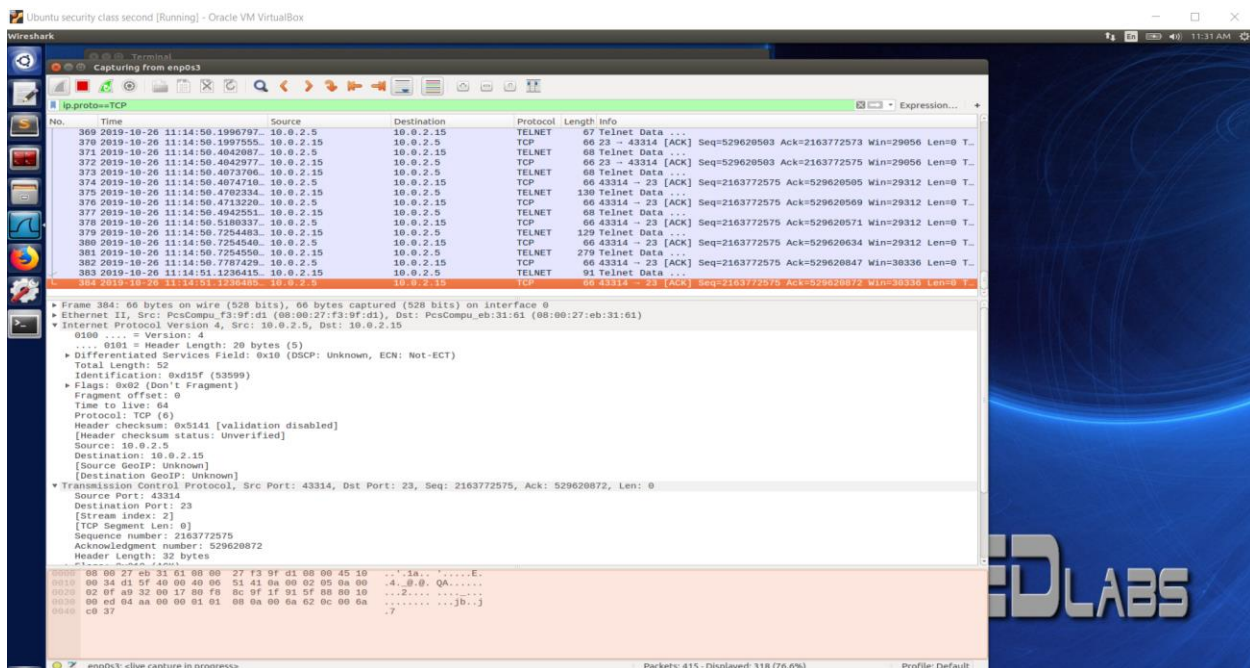 Ubuntu security class second [Running] - Oracle VM VirtualBox
Wireshark
En
11:31 AM
Terminal
Capturing from enp0s3
ip.proto==TCP
Expression... +
No. Time Source Destination Protocol Length Info
369 2019-10-26 11:14:50.1996797… 10.0.2.5 10.0.2.15 TELNET 67 Telnet Data ...
370 2019-10-26 11:14:50.1997555… 10.0.2.15 10.0.2.5 TCP 66 23 → 43314 [ACK] Seq=529620503 Ack=2163772573 Win=29056 Len=0 T…
371 2019-10-26 11:14:50.4042087… 10.0.2.5 10.0.2.15 TELNET 68 Telnet Data ...
372 2019-10-26 11:14:50.4042977… 10.0.2.15 10.0.2.5 TCP 66 23 → 43314 [ACK] Seq=529620503 Ack=2163772575 Win=29056 Len=0 T…
373 2019-10-26 11:14:50.4073706… 10.0.2.15 10.0.2.5 TELNET 68 Telnet Data ...
374 2019-10-26 11:14:50.4074710… 10.0.2.5 10.0.2.15 TCP 66 43314 → 23 [ACK] Seq=2163772575 Ack=529620505 Win=29312 Len=0 T…
375 2019-10-26 11:14:50.4702334… 10.0.2.15 10.0.2.5 TELNET 130 Telnet Data ...
376 2019-10-26 11:14:50.4713220… 10.0.2.5 10.0.2.15 TCP 66 43314 → 23 [ACK] Seq=2163772575 Ack=529620569 Win=29312 Len=0 T…
377 2019-10-26 11:14:50.4942551… 10.0.2.15 10.0.2.5 TELNET 68 Telnet Data ...
378 2019-10-26 11:14:50.5180337… 10.0.2.5 10.0.2.15 TCP 66 43314 → 23 [ACK] Seq=2163772575 Ack=529620571 Win=29312 Len=0 T…
379 2019-10-26 11:14:50.7254483… 10.0.2.15 10.0.2.5 TELNET 129 Telnet Data ...
380 2019-10-26 11:14:50.7254540… 10.0.2.5 10.0.2.15 TCP 66 43314 → 23 [ACK] Seq=2163772575 Ack=529620634 Win=29312 Len=0 T…
381 2019-10-26 11:14:50.7254550… 10.0.2.15 10.0.2.5 TELNET 279 Telnet Data ...
382 2019-10-26 11:14:50.7787429… 10.0.2.5 10.0.2.15 TCP 66 43314 → 23 [ACK] Seq=2163772575 Ack=529620847 Win=30336 Len=0 T…
383 2019-10-26 11:14:51.1236415… 10.0.2.15 10.0.2.5 TELNET 91 Telnet Data ...
384 2019-10-26 11:14:51.1236485… 10.0.2.5 10.0.2.15 TCP 66 43314 → 23 [ACK] Seq=2163772575 Ack=529620872 Win=30336 Len=0 T…
Frame 384: 66 bytes on wire (528 bits), 66 bytes captured (528 bits) on interface 0
Ethernet II, Src: PcsCompu_f3:9f:d1 (08:00:27:f3:9f:d1), Dst: PcsCompu_eb:31:61 (08:00:27:eb:31:61)
Internet Protocol Version 4, Src: 10.0.2.5, Dst: 10.0.2.15
0100 .... = Version: 4
.... 0101 = Header Length: 20 bytes (5)
Differentiated Services Field: 0x10 (DSCP: Unknown, ECN: Not-ECT)
Total Length: 52
Identification: 0xd15f (53599)
Flags: 0x02 (Don't Fragment)
Fragment offset: 0
Time to live: 64
Protocol: TCP (6)
Header checksum: 0x5141 [validation disabled]
[Header checksum status: Unverified]
Source: 10.0.2.5
Destination: 10.0.2.15
[Source GeoIP: Unknown]
[Destination GeoIP: Unknown]
Transmission Control Protocol, Src Port: 43314, Dst Port: 23, Seq: 2163772575, Ack: 529620872, Len: 0
Source Port: 43314
Destination Port: 23
[Stream index: 2]
[TCP Segment Len: 0]
Sequence number: 2163772575
Acknowledgment number: 529620872
Header Length: 32 bytes
0000 08 00 27 eb 31 61 08 00 27 f3 9f d1 08 00 45 10 ..'.1a.. '.....E.
0010 00 34 d1 5f 40 00 40 06 51 41 0a 00 02 05 0a 00 .4._@.@. QA......
0020 02 0f a9 32 00 17 80 f8 8c 9f 1f 91 5f 88 80 10 ...2.... ...._...
0030 00 ed 04 aa 00 00 01 01 08 0a 00 6a 62 0c 00 6a ........ ...jb..j
0040 c0 37 .7
enp0s3: <live capture in progress>
Packets: 415 · Displayed: 318 (76.6%)
Profile: Default
ED LABS